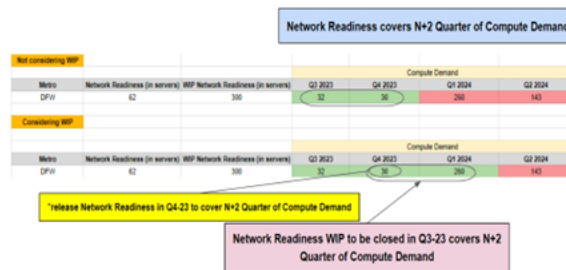 Network Readiness covers N+2 Quarter of Compute Demand
Not considering WIP
Compute Demand
Metro Network Readiness (in servers) WIP Network Readiness (in servers) Q3 2023 Q4 2023 Q1 2024 Q2 2024
DFW 62 300 32 30 260 143
Considering WIP
Compute Demand
Metro Network Readiness (in servers) WIP Network Readiness (in servers) Q3 2023 Q4 2023 Q1 2024 Q2 2024
DFW 62 300 32 30 260 143
"release Network Readiness in Q4-23 to cover N+2 Quarter of Compute Demand
Network Readiness WIP to be closed in Q3-23 covers N+2
Quarter of Compute Demand